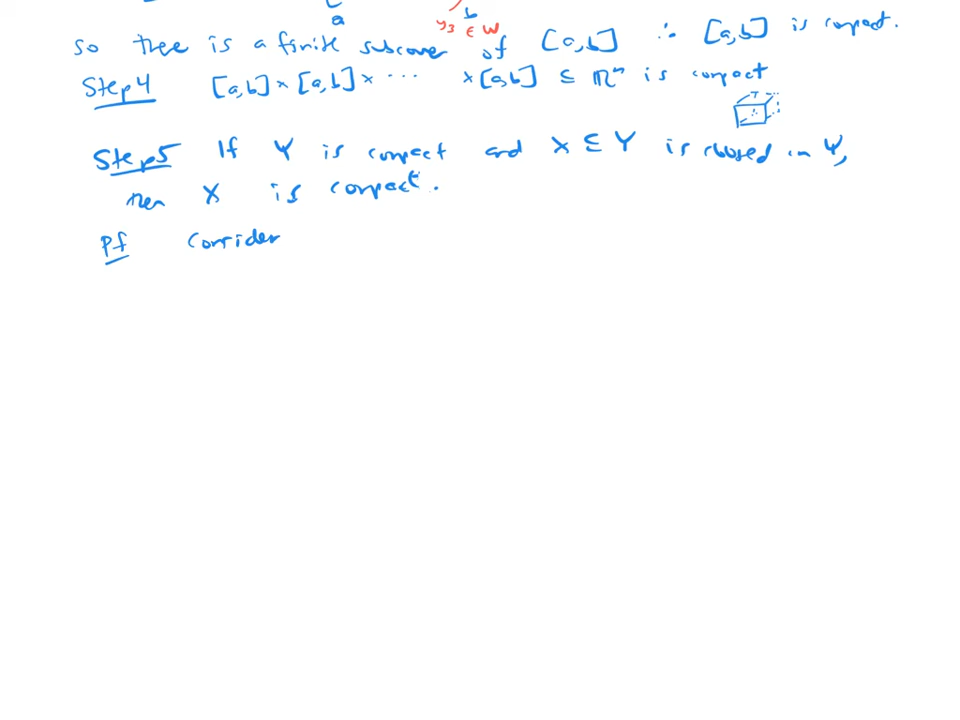 a
b
y₃ ∈ W
so there is a finite subcover of [a,b] ∴ [a,b] is compact.
Step 4 [a,b] × [a,b] × ⋯ × [a,b] ⊆ ℝⁿ is compact
Step 5 If Y is compact and X ⊆ Y is closed in Y,
then X is compact.
Pf Consider